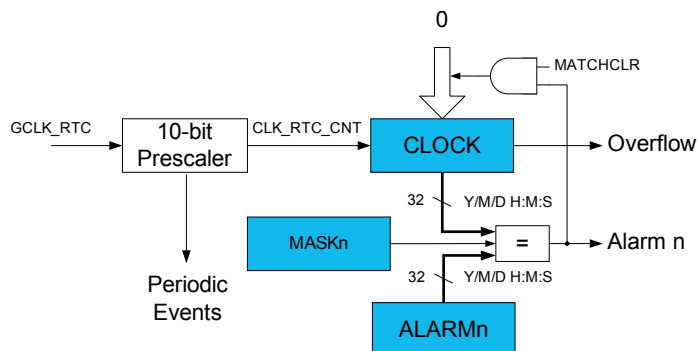 0
MATCHCLR
GCLK_RTC
10-bit
Prescaler
CLK_RTC_CNT
CLOCK
Overflow
32
Y/M/D H:M:S
MASKn
=
Alarm n
32
Y/M/D H:M:S
Periodic
Events
ALARMn